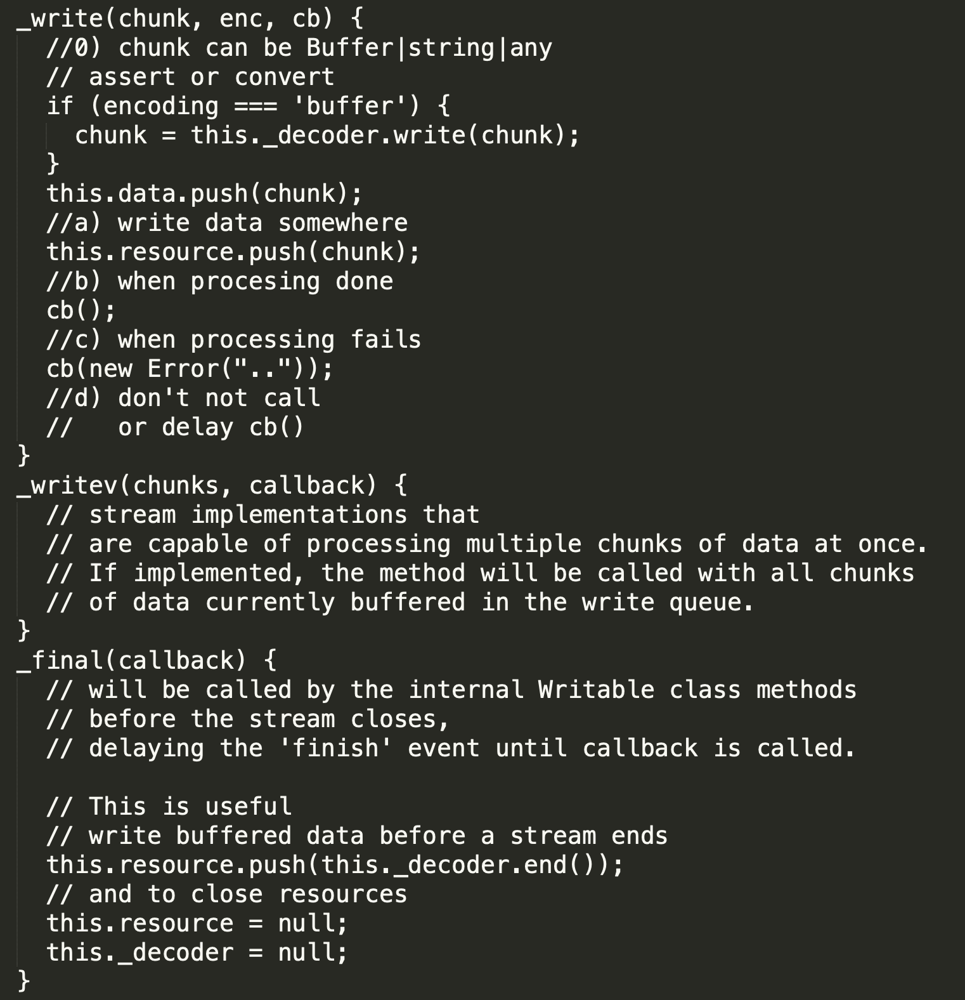 _write(chunk, enc, cb) {
  //0) chunk can be Buffer|string|any
  // assert or convert
  if (encoding === 'buffer') {
    chunk = this._decoder.write(chunk);
  }
  this.data.push(chunk);
  //a) write data somewhere
  this.resource.push(chunk);
  //b) when procesing done
  cb();
  //c) when processing fails
  cb(new Error(".."));
  //d) don't not call
  //   or delay cb()
}
_writev(chunks, callback) {
  // stream implementations that
  // are capable of processing multiple chunks of data at once.
  // If implemented, the method will be called with all chunks
  // of data currently buffered in the write queue.
}
_final(callback) {
  // will be called by the internal Writable class methods
  // before the stream closes,
  // delaying the 'finish' event until callback is called.

  // This is useful
  // write buffered data before a stream ends
  this.resource.push(this._decoder.end());
  // and to close resources
  this.resource = null;
  this._decoder = null;
}